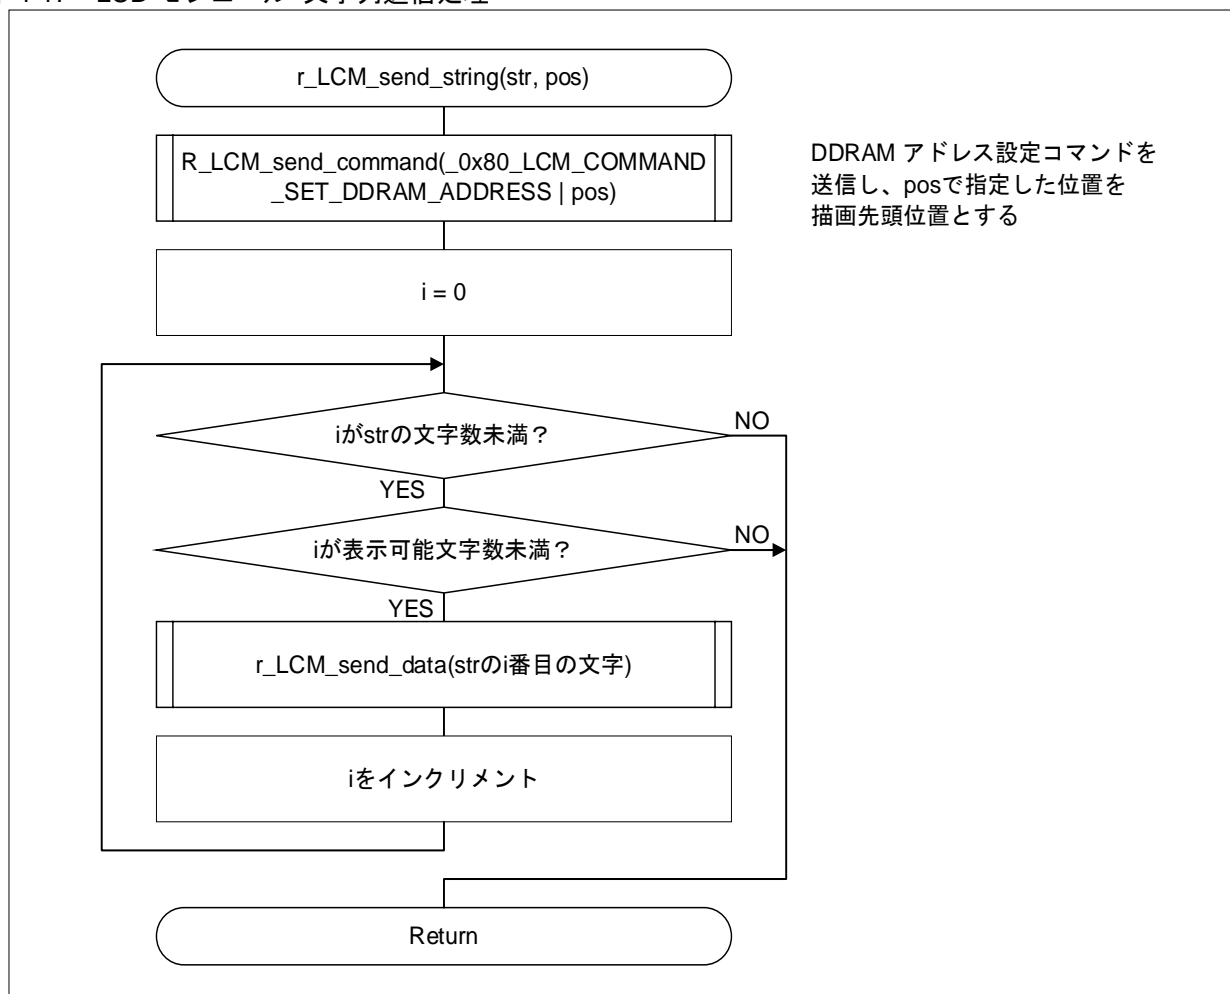 r_LCM_send_string(str, pos)
R_LCM_send_command(_0x80_LCM_COMMAND
_SET_DDRAM_ADDRESS | pos)
DDRAM アドレス設定コマンドを
送信し、posで指定した位置を
描画先頭位置とする
i = 0
iがstrの文字数未満？
NO
YES
iが表示可能文字数未満？
NO
YES
r_LCM_send_data(strのi番目の文字)
iをインクリメント
Return